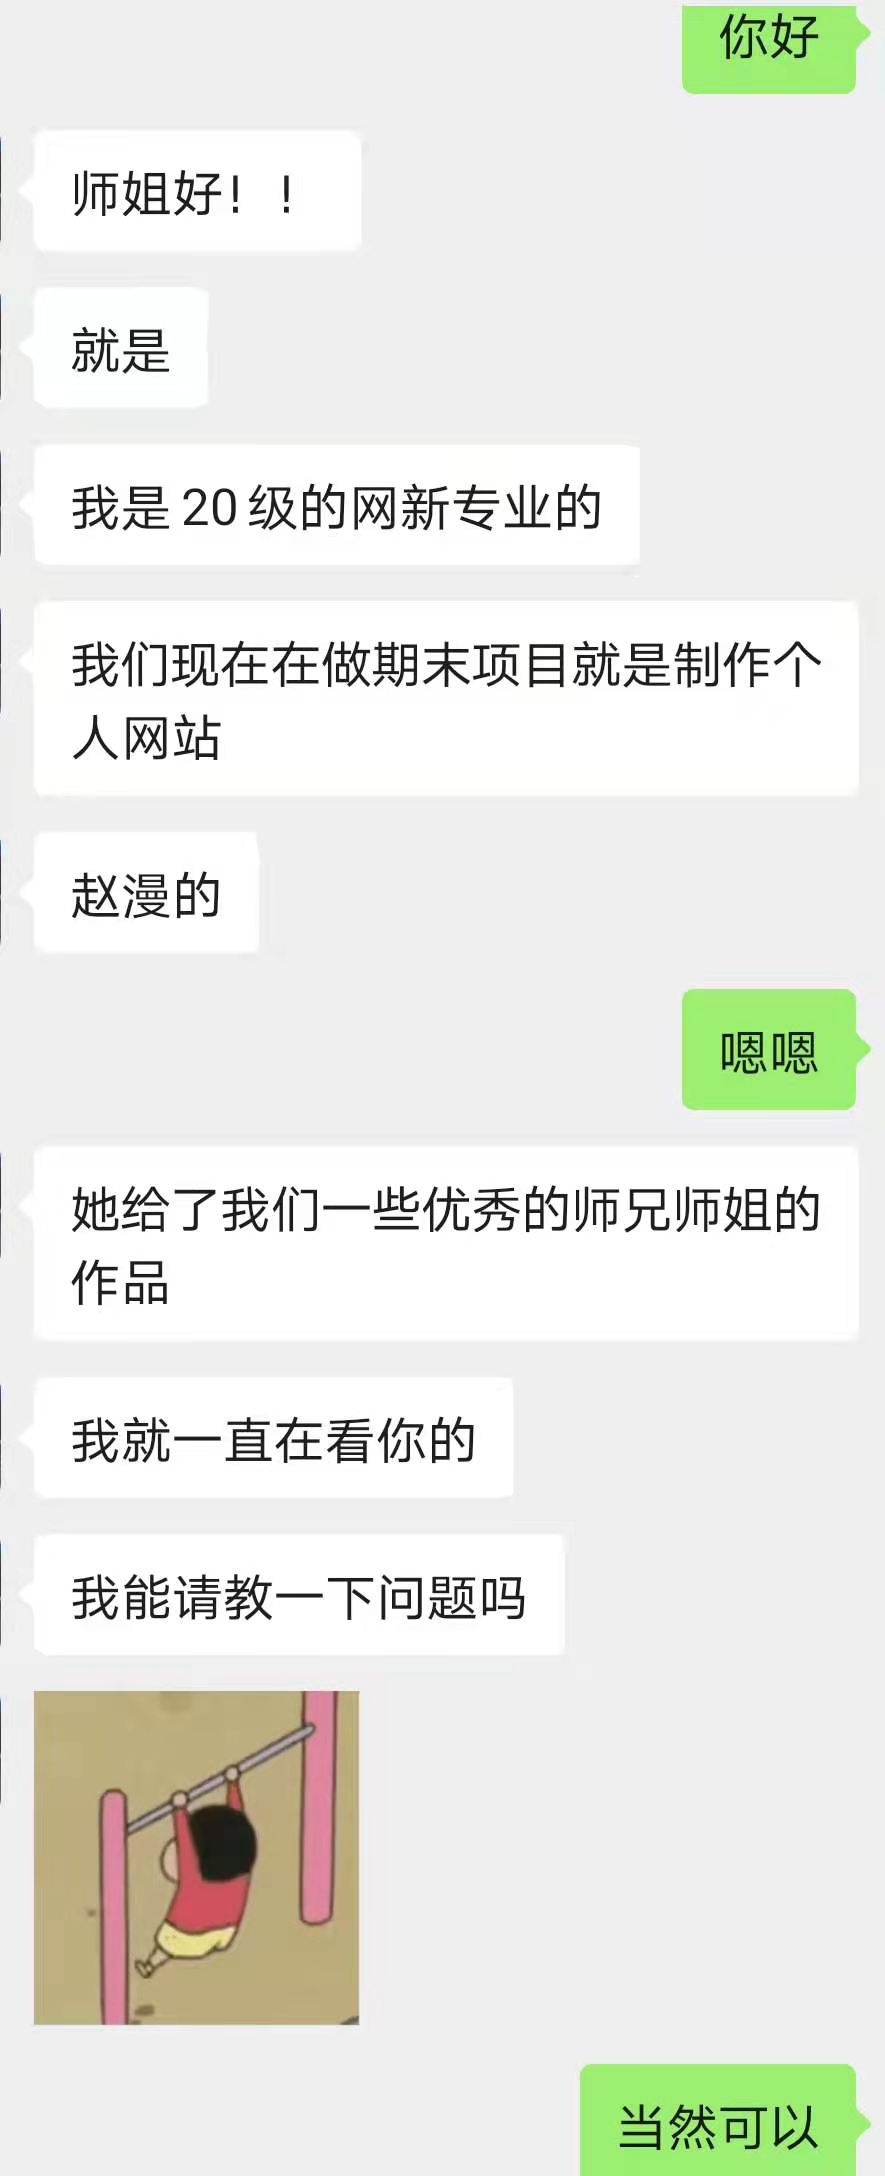 你好
师姐好！！
就是
我是20级的网新专业的
我们现在在做期末项目就是制作个
人网站
赵漫的
嗯嗯
她给了我们一些优秀的师兄师姐的
作品
我就一直在看你的
我能请教一下问题吗
当然可以